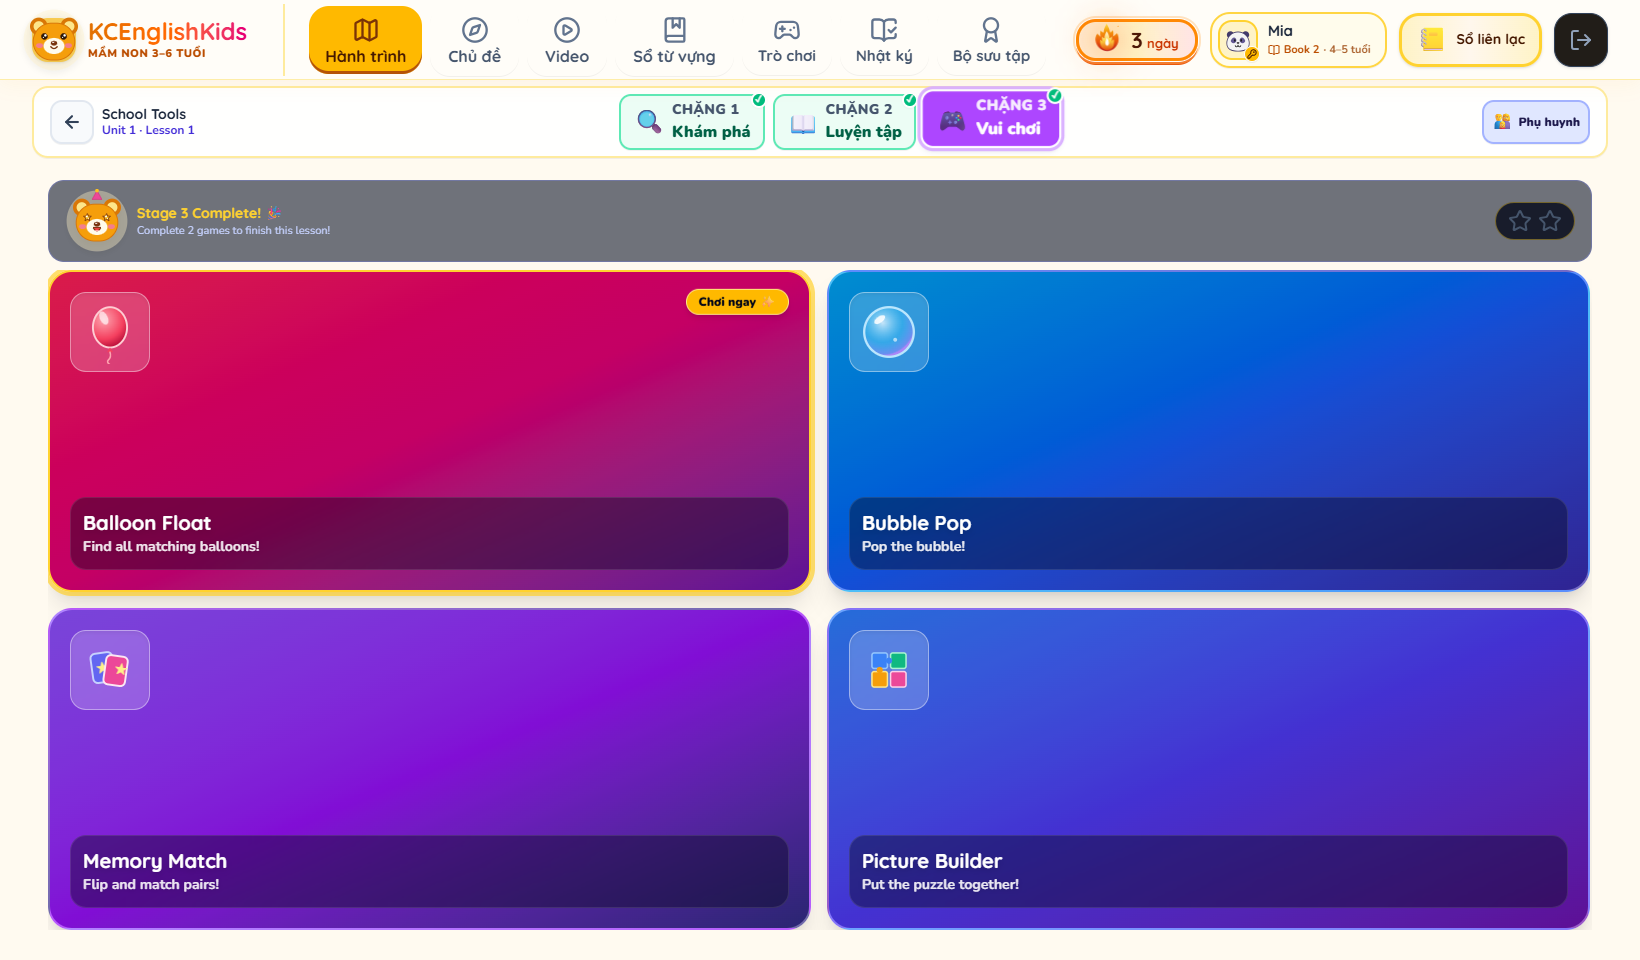 KCEnglishKids
MẦM NON 3–6 TUỔI
Hành trình
Chủ đề
Video
Sổ từ vựng
Trò chơi
Nhật ký
Bộ sưu tập
3 ngày
Mia
Book 2 · 4–5 tuổi
Sổ liên lạc
School Tools
Unit 1 · Lesson 1
CHẶNG 1
Khám phá
CHẶNG 2
Luyện tập
CHẶNG 3
Vui chơi
Phụ huynh
Stage 3 Complete!
Complete 2 games to finish this lesson!
Chơi ngay
Balloon Float
Find all matching balloons!
Bubble Pop
Pop the bubble!
Memory Match
Flip and match pairs!
Picture Builder
Put the puzzle together!